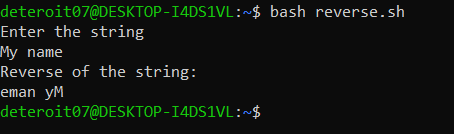 deteroit07@DESKTOP-I4DS1VL:~$ bash reverse.sh
Enter the string
My name
Reverse of the string:
eman yM
deteroit07@DESKTOP-I4DS1VL:~$